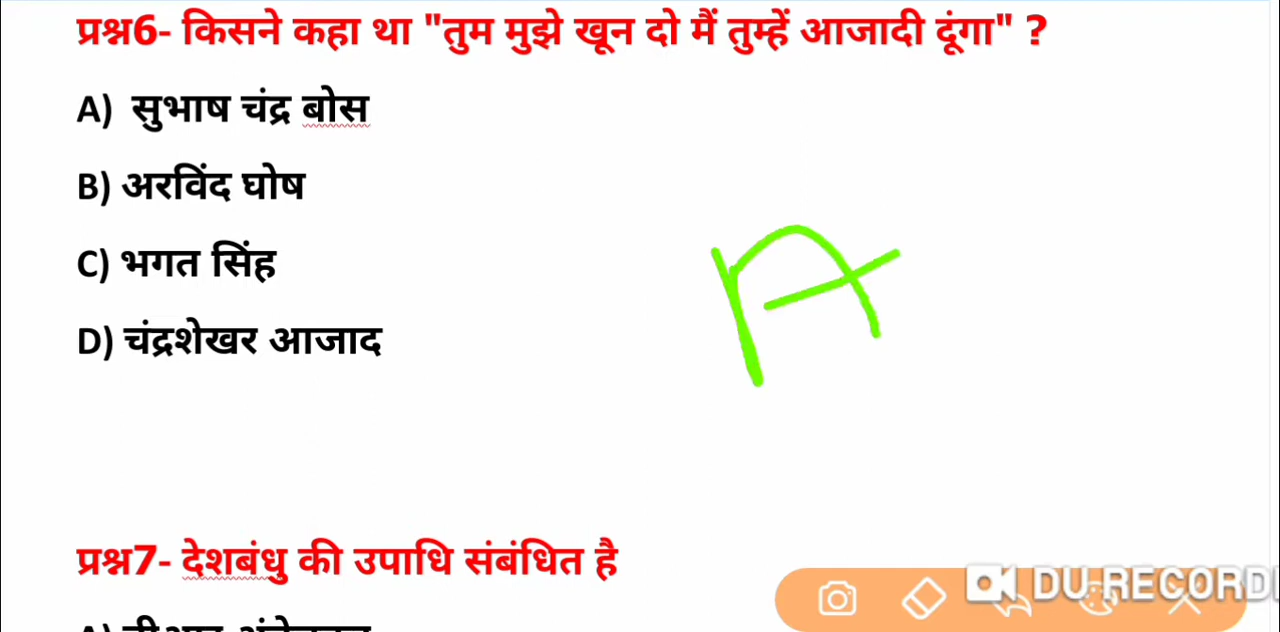 प्रश्न6- किसने कहा था "तुम मुझे खून दो मैं तुम्हें आजादी दूंगा" ?
A) सुभाष चंद्र बोस
B) अरविंद घोष
C) भगत सिंह
D) चंद्रशेखर आजाद
A
प्रश्न7- देशबंधु की उपाधि संबंधित है
DU RECORD